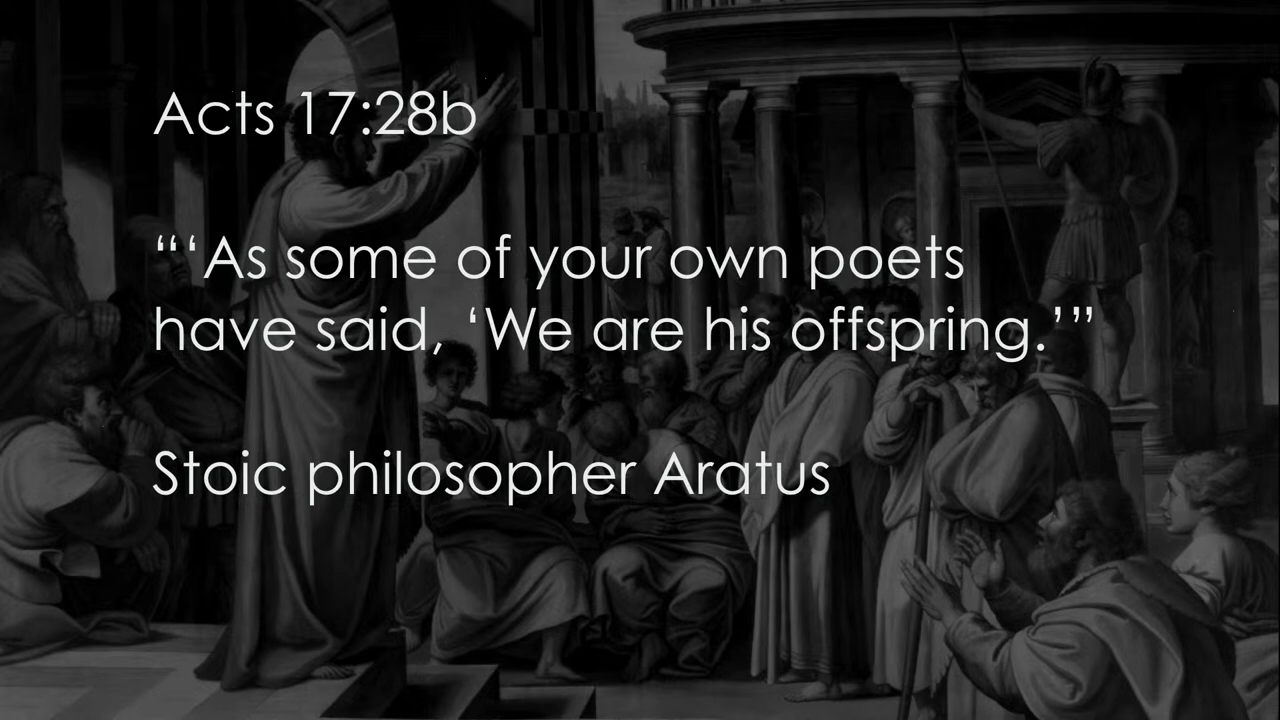 Acts 17:28b
“‘As some of your own poets
have said, ‘We are his offspring.’”
Stoic philosopher Aratus